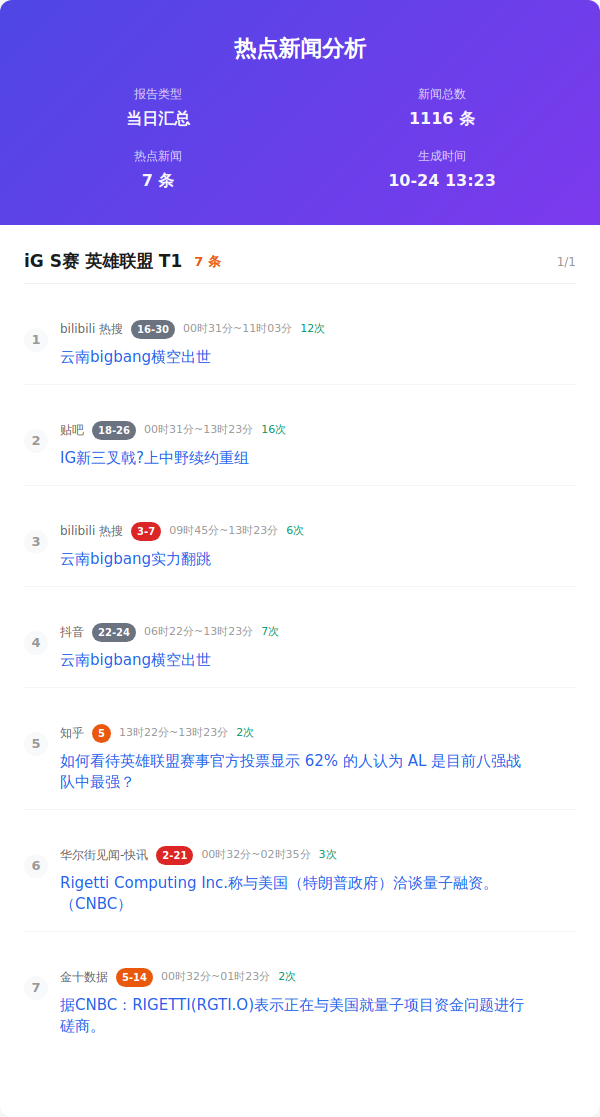 热点新闻分析
报告类型
新闻总数
当日汇总
1116 条
热点新闻
生成时间
7 条
10-24 13:23
iG S赛 英雄联盟 T1 7 条 1/1
1
bilibili 热搜 16-30 00时31分~11时03分 12次
云南bigbang横空出世
2
贴吧 18-26 00时31分~13时23分 16次
IG新三叉戟?上中野续约重组
3
bilibili 热搜 3-7 09时45分~13时23分 6次
云南bigbang实力翻跳
4
抖音 22-24 06时22分~13时23分 7次
云南bigbang横空出世
5
知乎 5 13时22分~13时23分 2次
如何看待英雄联盟赛事官方投票显示 62% 的人认为 AL 是目前八强战
队中最强？
6
华尔街见闻-快讯 2-21 00时32分~02时35分 3次
Rigetti Computing Inc.称与美国（特朗普政府）洽谈量子融资。
（CNBC）
7
金十数据 5-14 00时32分~01时23分 2次
据CNBC：RIGETTI(RGTI.O)表示正在与美国就量子项目资金问题进行
磋商。